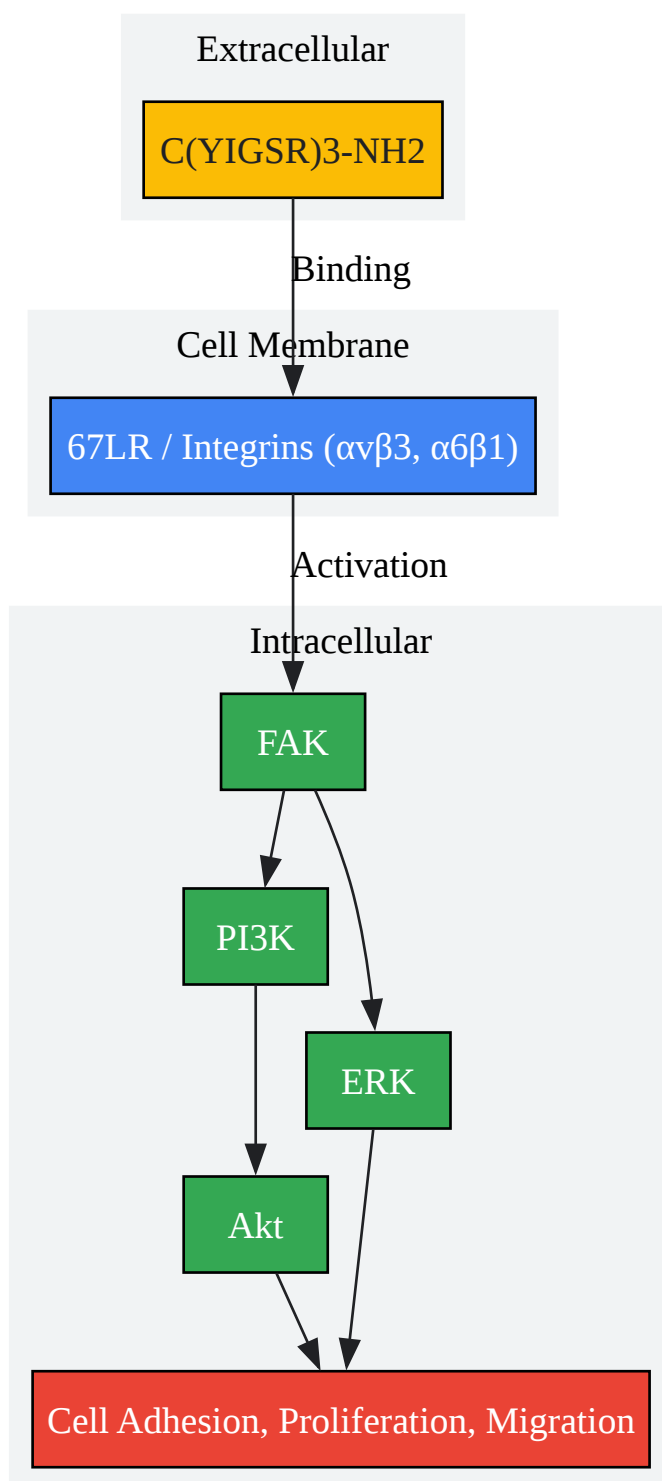 Extracellular
C(YIGSR)3-NH2
Binding
Cell Membrane
67LR / Integrins (αvβ3, α6β1)
Activation
Intracellular
FAK
PI3K
ERK
Akt
Cell Adhesion, Proliferation, Migration